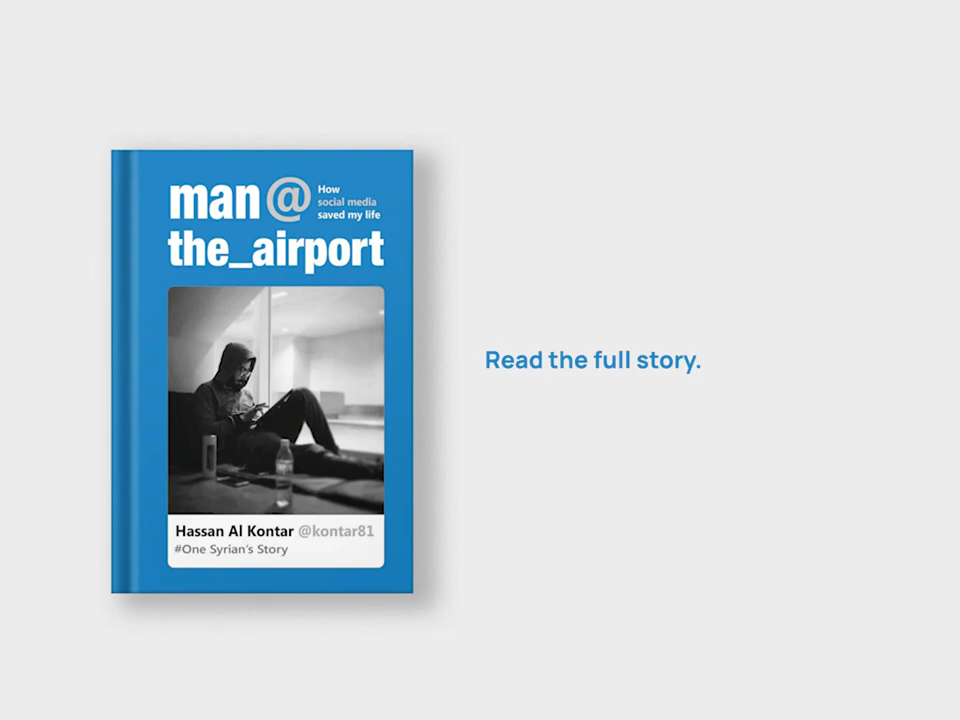 man @ How
social media
saved my life
the_airport
Hassan Al Kontar @kontar81
#One Syrian's Story
Read the full story.